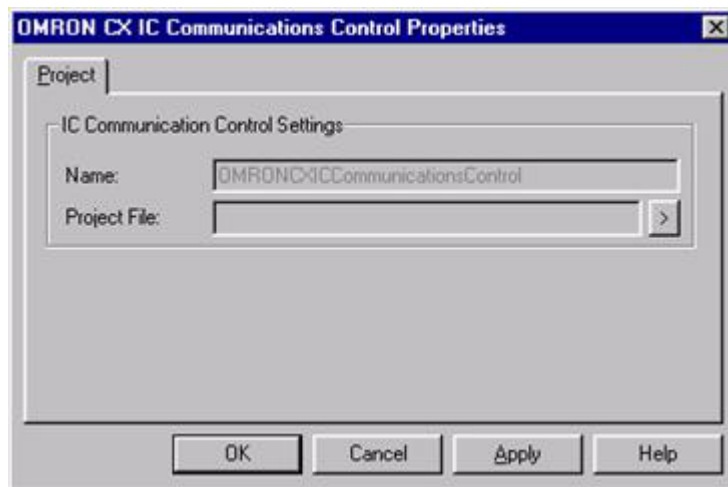 OMRON CX IC Communications Control Properties
Project
IC Communication Control Settings
Name: OMRONCXICCommunicationsControl
Project File: >
OK Cancel Apply Help